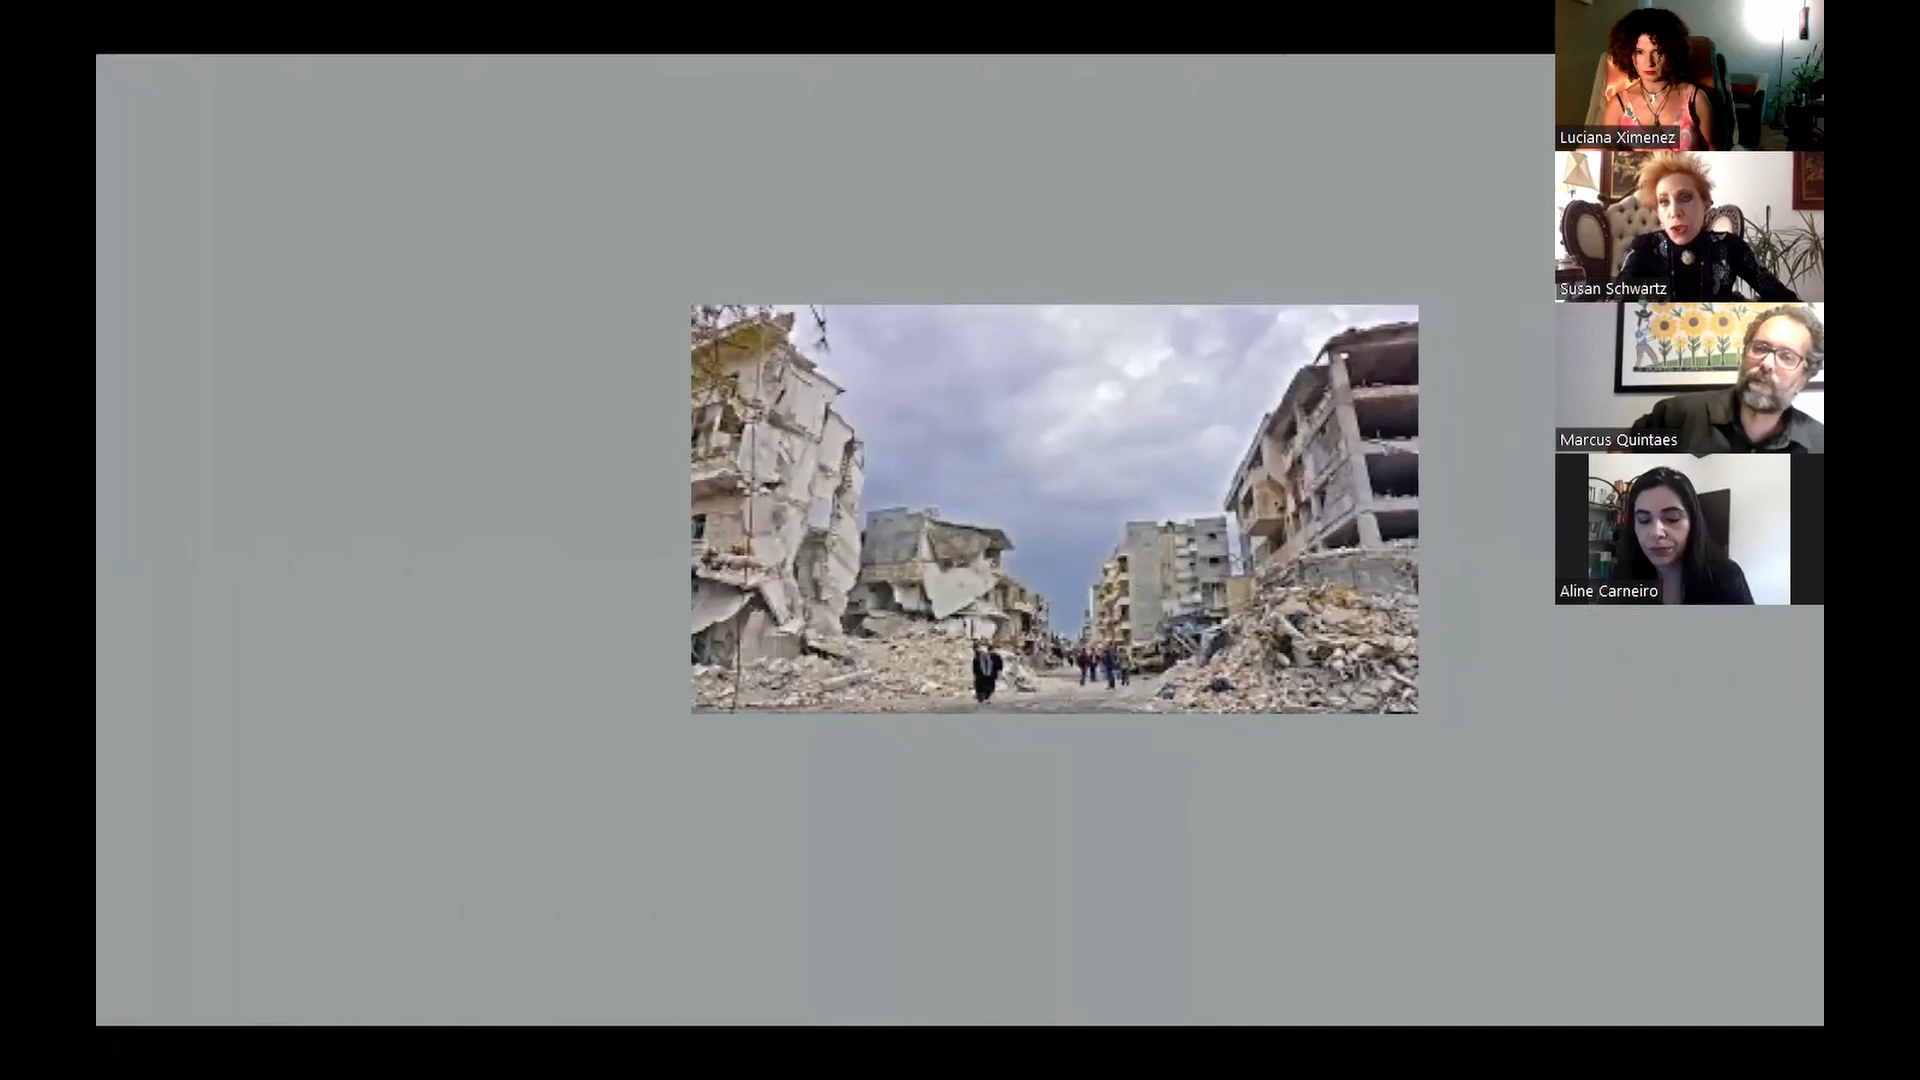 Luciana Ximenez
Susan Schwartz
Marcus Quintaes
Aline Carneiro